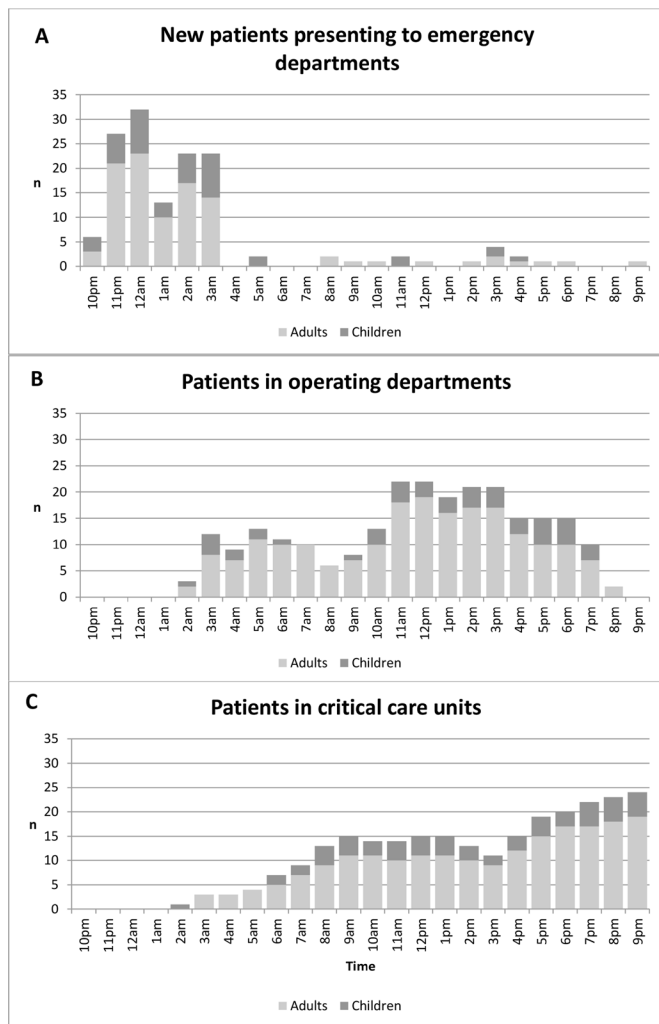 A
New patients presenting to emergency
departments
35
30
25
20
15
10
5
0
n
10pm
11pm
12am
1am
2am
3am
4am
5am
6am
7am
8am
9am
10am
11am
12pm
1pm
2pm
3pm
4pm
5pm
6pm
7pm
8pm
9pm
Adults Children
B
Patients in operating departments
35
30
25
20
15
10
5
0
n
10pm
11pm
12am
1am
2am
3am
4am
5am
6am
7am
8am
9am
10am
11am
12pm
1pm
2pm
3pm
4pm
5pm
6pm
7pm
8pm
9pm
Adults Children
C
Patients in critical care units
35
30
25
20
15
10
5
0
n
10pm
11pm
12am
1am
2am
3am
4am
5am
6am
7am
8am
9am
10am
11am
12pm
1pm
2pm
3pm
4pm
5pm
6pm
7pm
8pm
9pm
Time
Adults Children